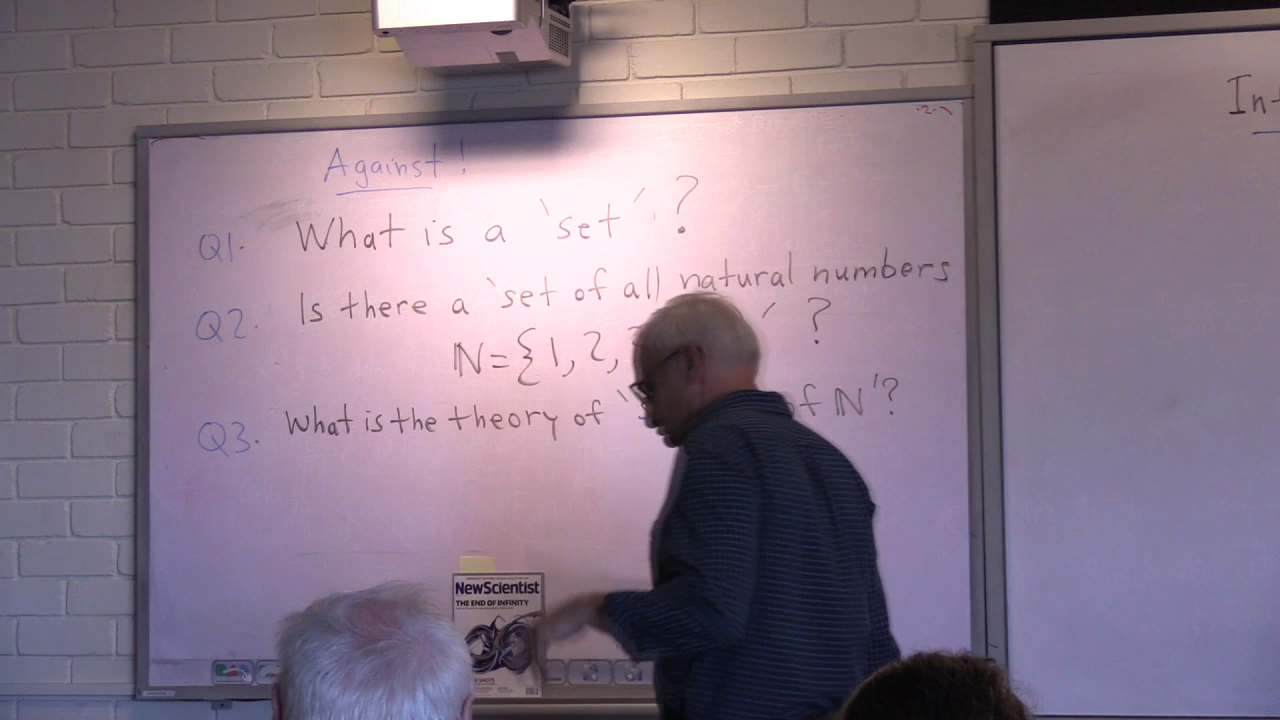 Against!
Q1. What is a 'set'?
Q2. Is there a 'set of all natural numbers
N={1,2, ' ?
Q3. What is the theory of ' of N'?
In
NewScientist
THE END OF INFINITY